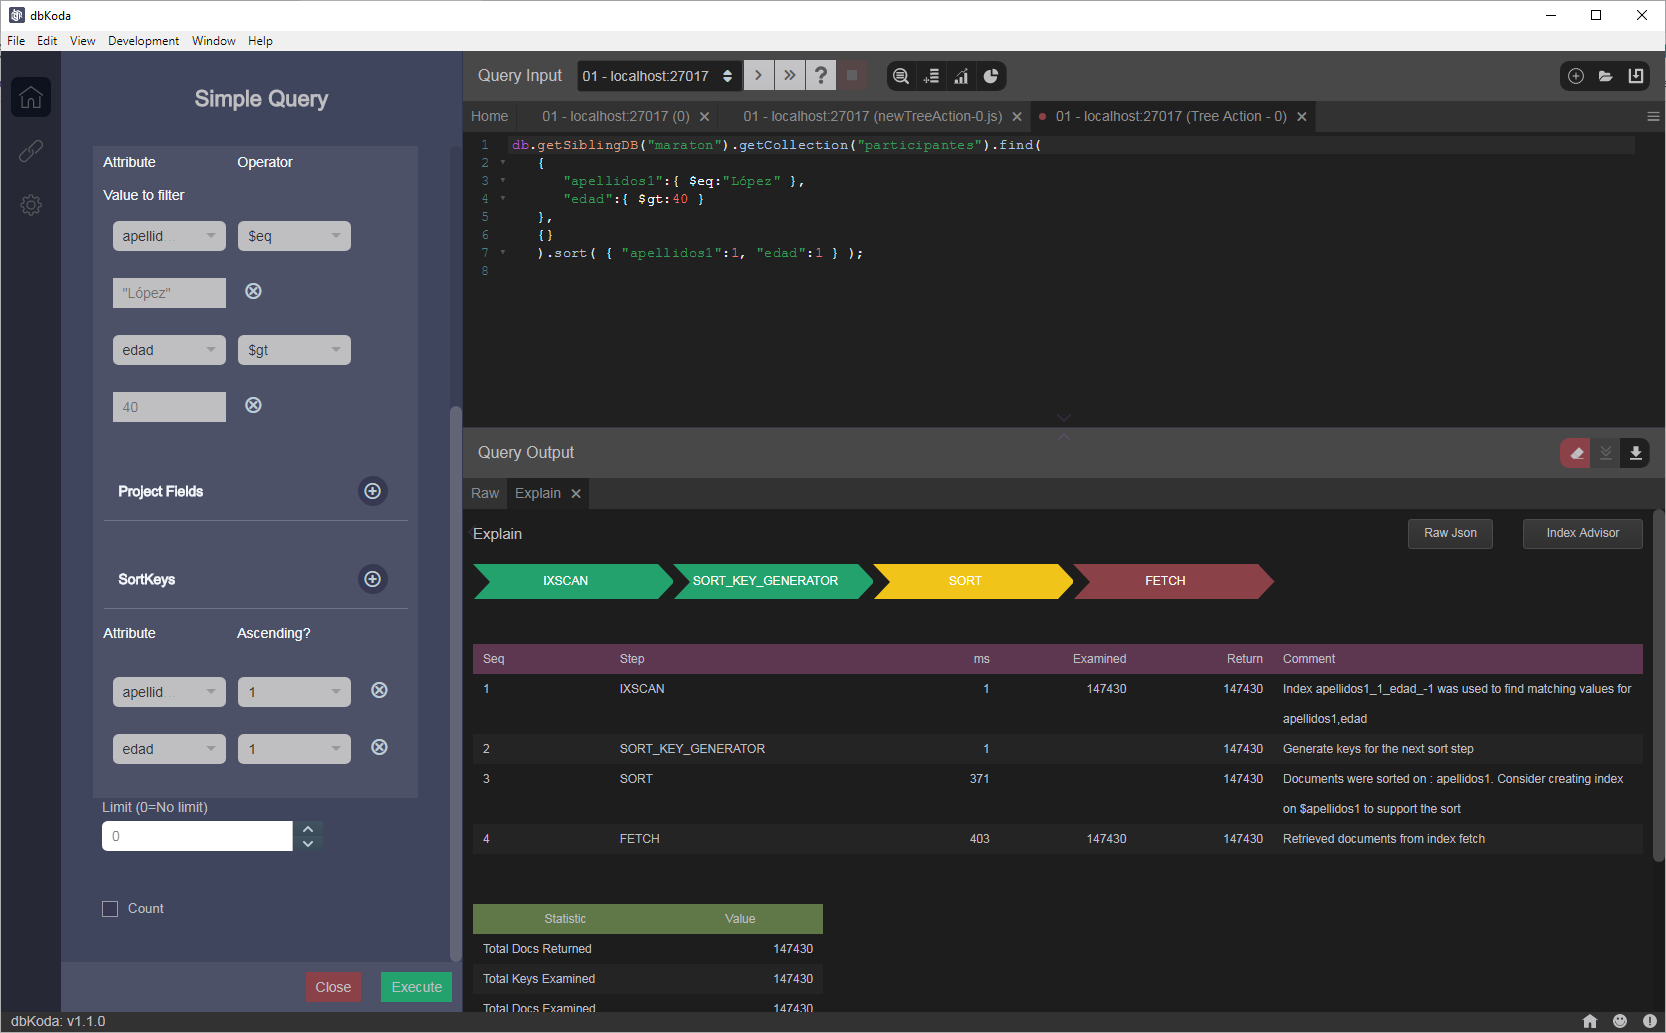 dbKoda
File Edit View Development Window Help
Simple Query
Attribute Operator
Value to filter
apellid $eq
"López"
edad $gt
40
Project Fields
SortKeys
Attribute Ascending?
apellid 1
edad 1
Limit (0=No limit)
0
Count
Close Execute
Query Input 01 - localhost:27017 ?
Home 01 - localhost:27017 (0) 01 - localhost:27017 (newTreeAction-0.js) 01 - localhost:27017 (Tree Action - 0)
1 db.getSiblingDB("maraton").getCollection("participantes").find(
2 {
3 "apellidos1":{ $eq:"López" },
4 "edad":{ $gt:40 }
5 },
6 {}
7 ).sort( { "apellidos1":1, "edad":1 } );
8
Query Output
Raw Explain
Explain Raw Json Index Advisor
IXSCAN SORT_KEY_GENERATOR SORT FETCH
Seq Step ms Examined Return Comment
1 IXSCAN 1 147430 147430 Index apellidos1_1_edad_-1 was used to find matching values for
apellidos1,edad
2 SORT_KEY_GENERATOR 1 147430 Generate keys for the next sort step
3 SORT 371 147430 Documents were sorted on : apellidos1. Consider creating index
on $apellidos1 to support the sort
4 FETCH 403 147430 147430 Retrieved documents from index fetch
Statistic Value
Total Docs Returned 147430
Total Keys Examined 147430
Total Docs Examined 147430
dbKoda: v1.1.0